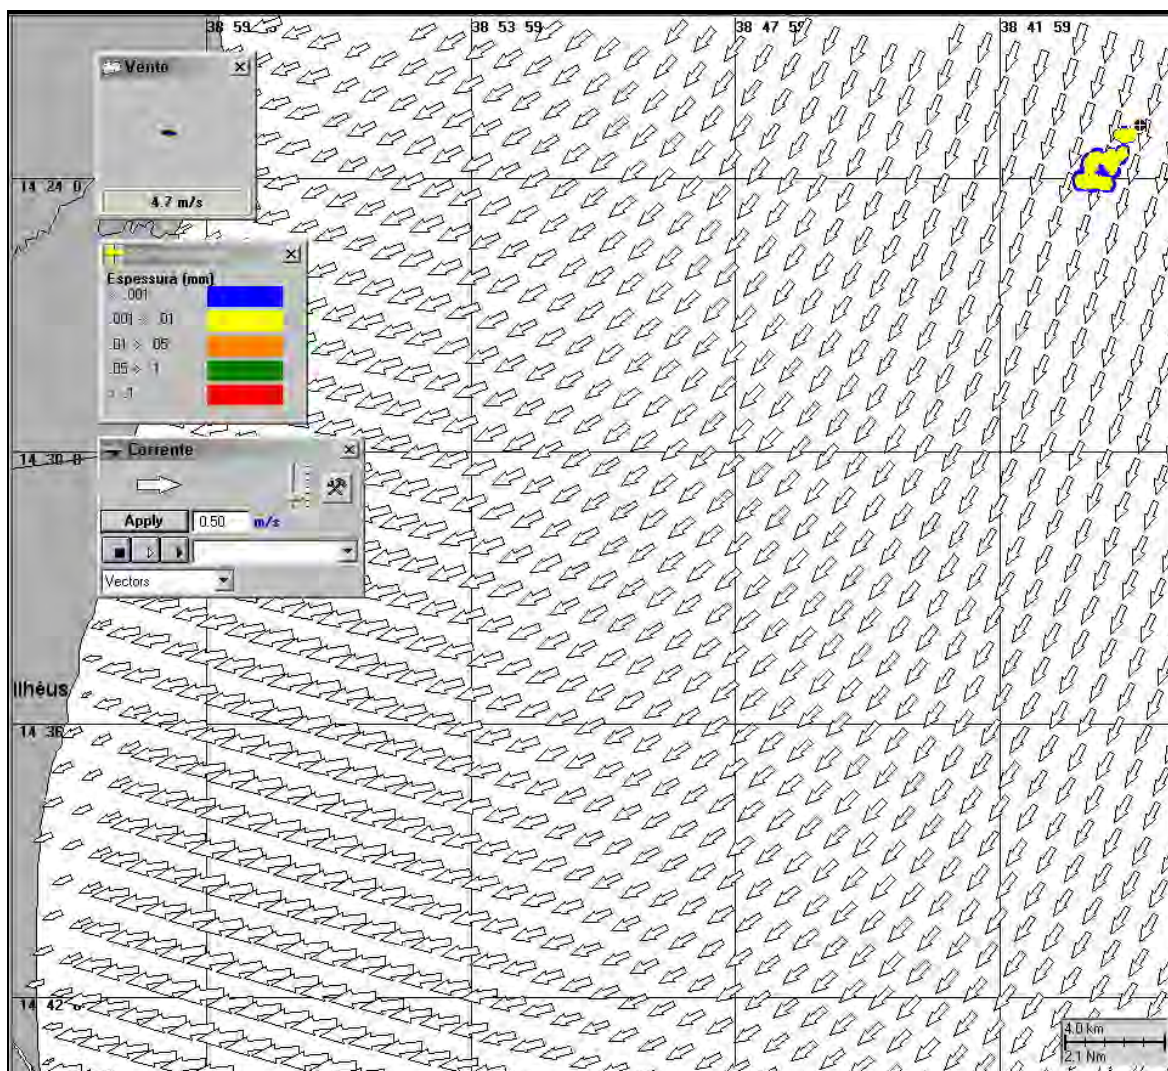 38 59
38 53 59
38 47 59
38 41 59
Vento
14 24 0
4.7 m/s
Espessura (mm)
.001
.001 > .01
.01 > .05
.05 > .1
> .1
14 30 0
Corrente
Apply
0.50
m/s
Vectors
Ilhéus
14 36
14 42 0
4.0 km
2.1 Nm